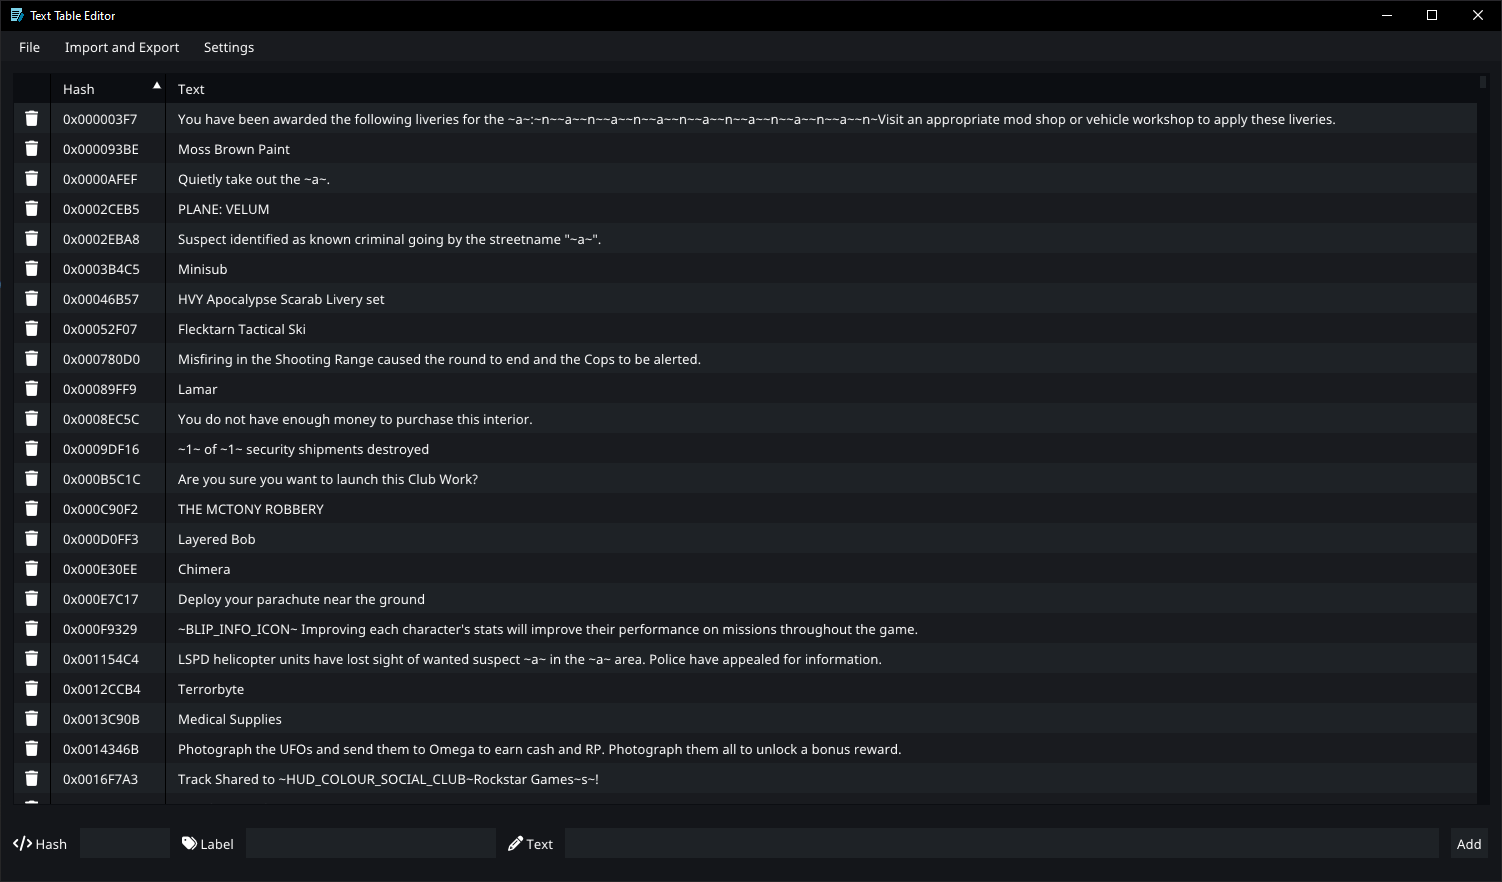 Text Table Editor
File Import and Export Settings
Hash Text
0x000003F7 You have been awarded the following liveries for the ~a~:~n~~a~~n~~a~~n~~a~~n~~a~~n~~a~~n~~a~~n~~a~~n~Visit an appropriate mod shop or vehicle workshop to apply these liveries.
0x000093BE Moss Brown Paint
0x0000AFEF Quietly take out the ~a~.
0x0002CEB5 PLANE: VELUM
0x0002EBA8 Suspect identified as known criminal going by the streetname "~a~".
0x0003B4C5 Minisub
0x00046B57 HVY Apocalypse Scarab Livery set
0x00052F07 Flecktarn Tactical Ski
0x000780D0 Misfiring in the Shooting Range caused the round to end and the Cops to be alerted.
0x00089FF9 Lamar
0x0008EC5C You do not have enough money to purchase this interior.
0x0009DF16 ~1~ of ~1~ security shipments destroyed
0x000B5C1C Are you sure you want to launch this Club Work?
0x000C90F2 THE MCTONY ROBBERY
0x000D0FF3 Layered Bob
0x000E30EE Chimera
0x000E7C17 Deploy your parachute near the ground
0x000F9329 ~BLIP_INFO_ICON~ Improving each character's stats will improve their performance on missions throughout the game.
0x001154C4 LSPD helicopter units have lost sight of wanted suspect ~a~ in the ~a~ area. Police have appealed for information.
0x0012CCB4 Terrorbyte
0x0013C90B Medical Supplies
0x0014346B Photograph the UFOs and send them to Omega to earn cash and RP. Photograph them all to unlock a bonus reward.
0x0016F7A3 Track Shared to ~HUD_COLOUR_SOCIAL_CLUB~Rockstar Games~s~!
Hash Label Text Add